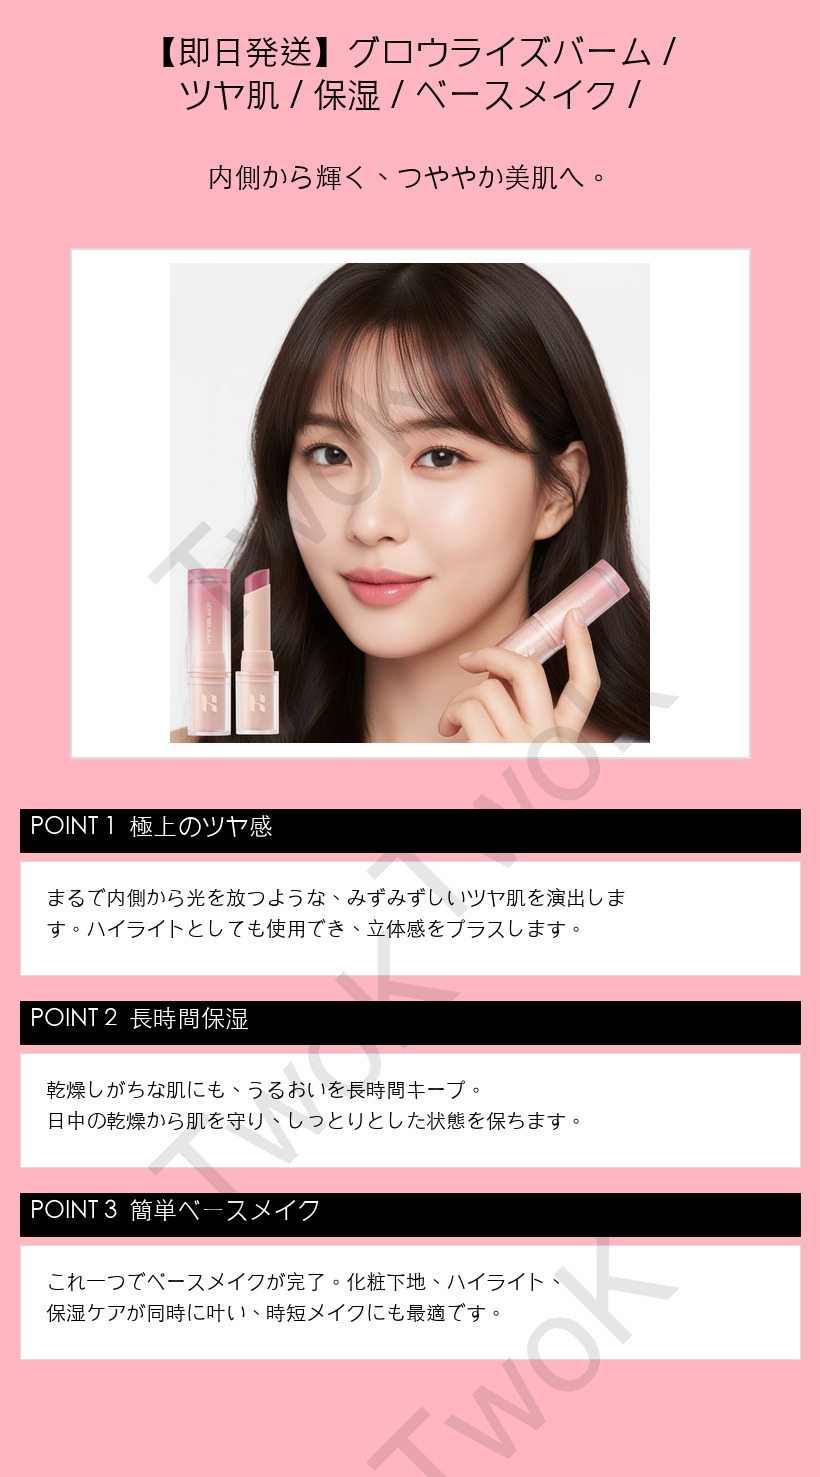 【即日発送】グロウライズバーム /
ツヤ肌 / 保湿 / ベースメイク /
内側から輝く、つややか美肌へ。
TwoK
TwoK
POINT 1 極上のツヤ感
まるで内側から光を放つような、みずみずしいツヤ肌を演出しま
す。ハイライトとしても使用でき、立体感をプラスします。
POINT 2 長時間保湿
乾燥しがちな肌にも、うるおいを長時間キープ。
日中の乾燥から肌を守り、しっとりとした状態を保ちます。
TwoK
POINT 3 簡単ベースメイク
これ一つでベースメイクが完了。化粧下地、ハイライト、
保湿ケアが同時に叶い、時短メイクにも最適です。
TwoK